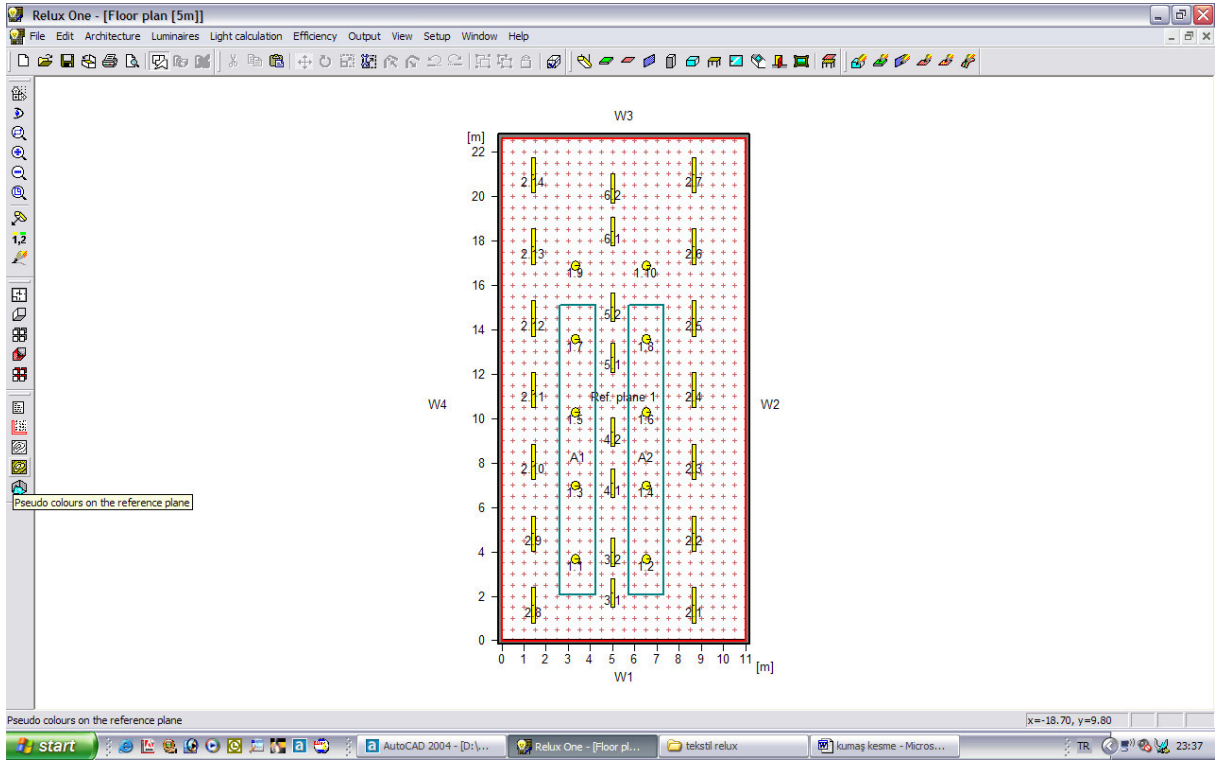 Relux One - [Floor plan [5m]]
File Edit Architecture Luminaires Light calculation Efficiency Output View Setup Window Help
1,2
W3
[m]
22
2.14
2.7
20
6.2
18
6.1
2.13
2.6
1.9
1.10
16
5.2
14
2.12
2.5
1.7
1.8
5.1
12
W4
2.11
Ref. plane 1
2.4
W2
10
1.5
1.6
4.2
A1
A2
8
2.10
2.3
1.3
4.1
1.4
Pseudo colours on the reference plane
6
2.9
2.2
4
3.2
1.1
1.2
2
3.1
2.8
2.1
0
0 1 2 3 4 5 6 7 8 9 10 11
[m]
W1
Pseudo colours on the reference plane
x=-18.70, y=9.80
start
AutoCAD 2004 - [D:\,...
Relux One - [Floor pl...
tekstil relux
kumaş kesme - Micros...
TR
23:37